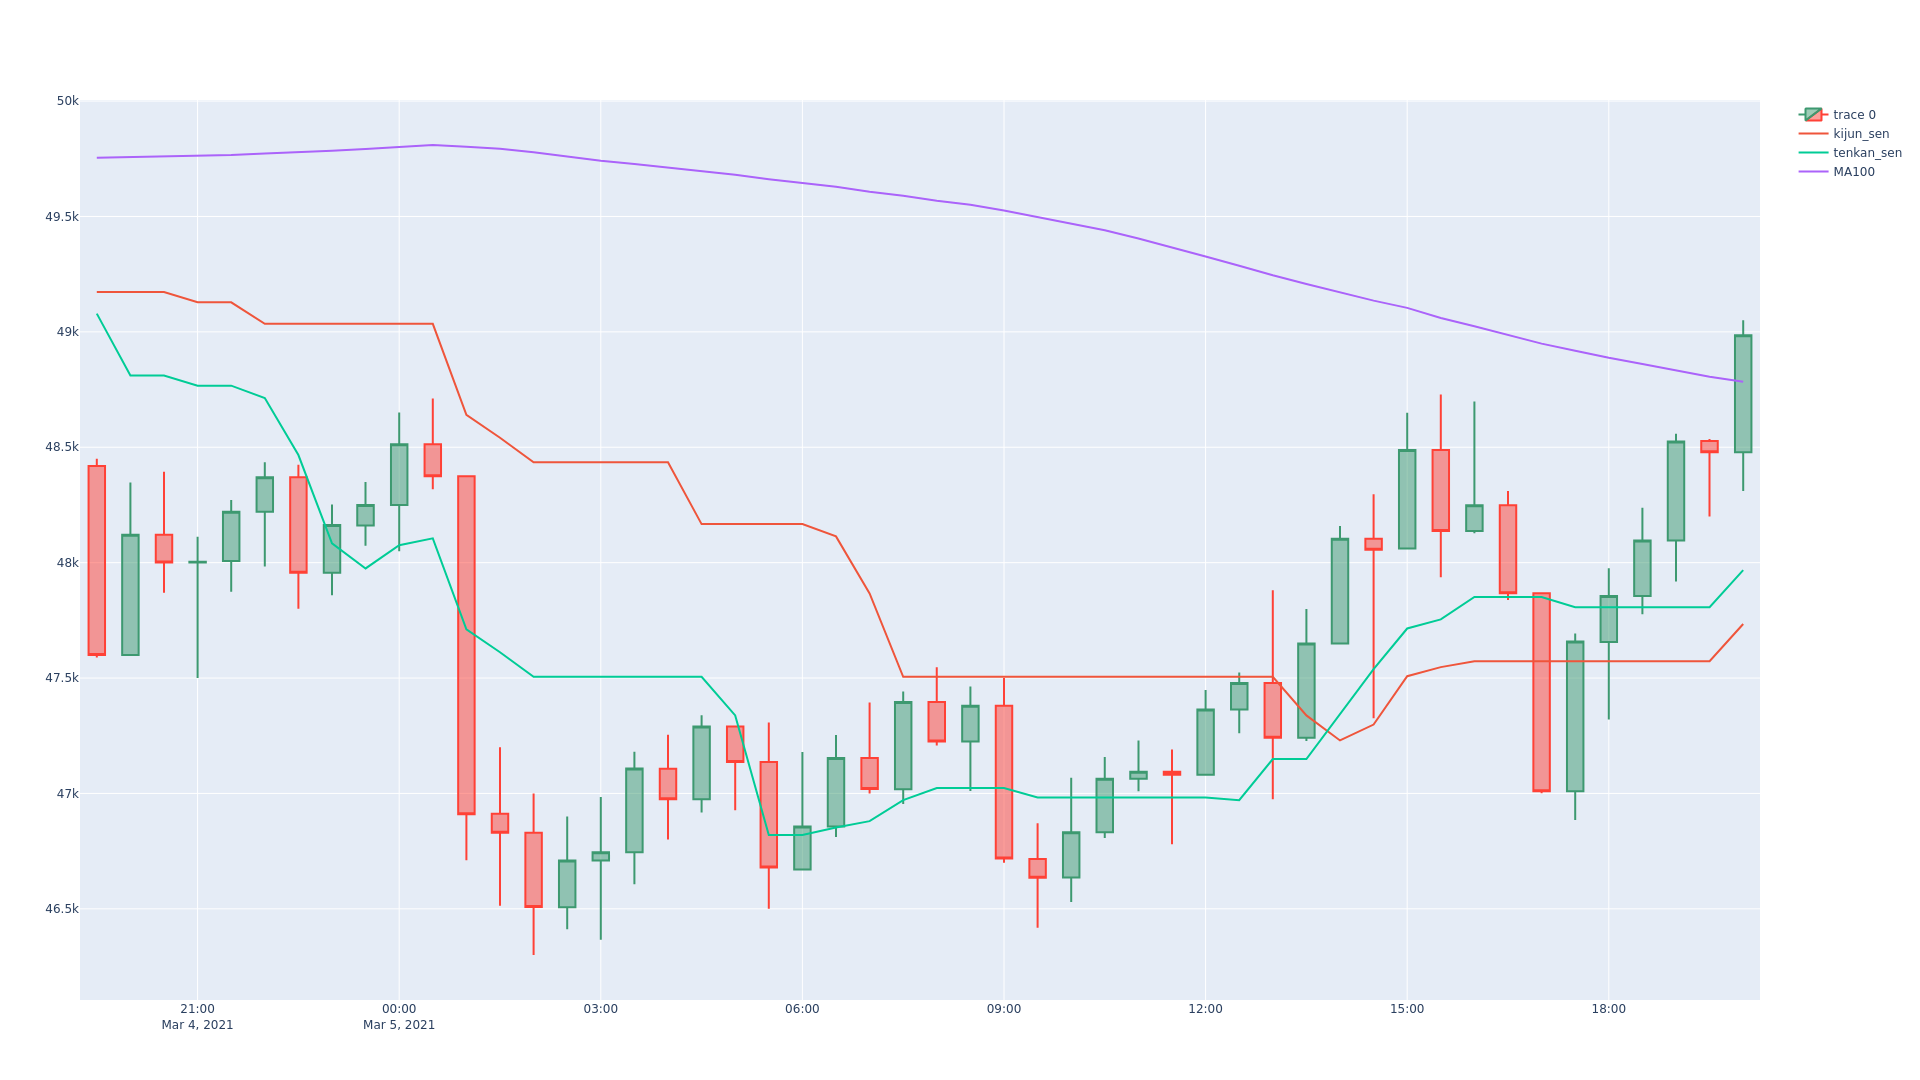 50k
49.5k
49k
48.5k
48k
47.5k
47k
46.5k
21:00
Mar 4, 2021
00:00
Mar 5, 2021
03:00
06:00
09:00
12:00
15:00
18:00
trace 0
kijun_sen
tenkan_sen
MA100